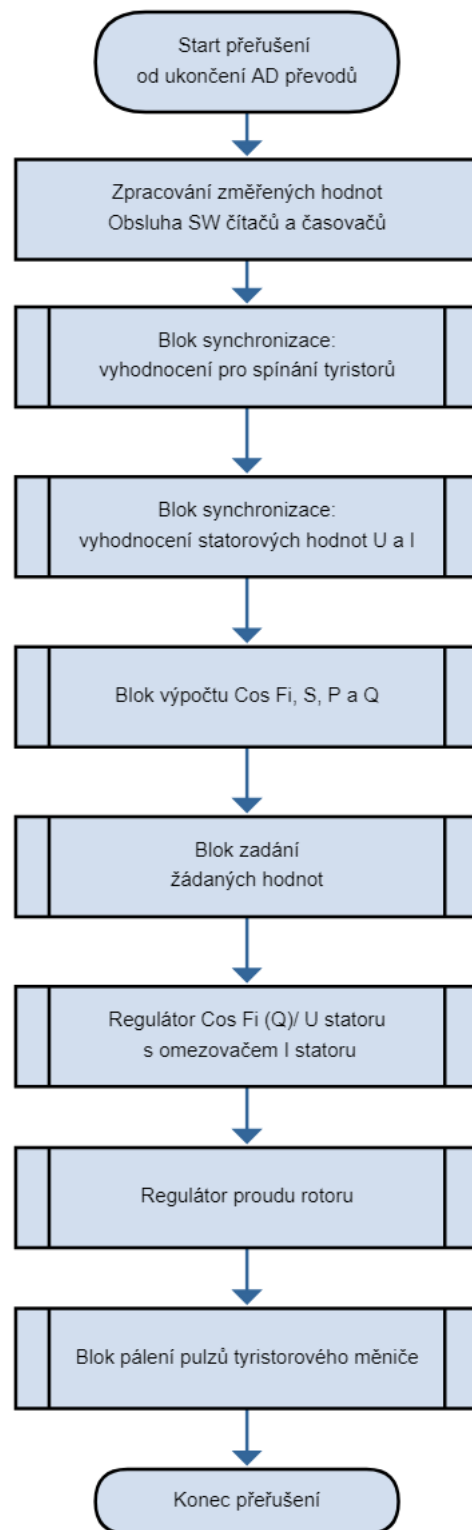 Start přeřušení
od ukončení AD převodů
Zpracování změřených hodnot
Obsluha SW čítačů a časovačů
Blok synchronizace:
vyhodnocení pro spínání tyristorů
Blok synchronizace:
vyhodnocení statorových hodnot U a I
Blok výpočtu Cos Fi, S, P a Q
Blok zadání
žádaných hodnot
Regulátor Cos Fi (Q)/ U statoru
s omezovačem I statoru
Regulátor proudu rotoru
Blok pálení pulzů tyristorového měniče
Konec přeřušení